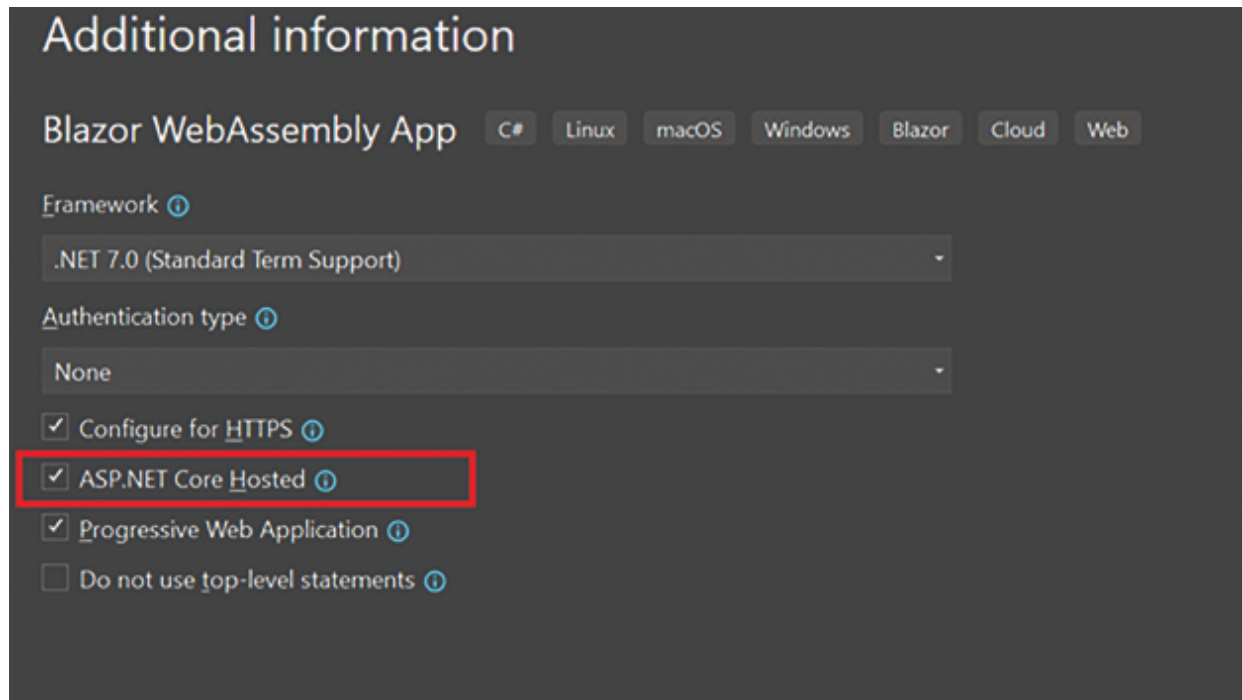 Additional information
Blazor WebAssembly App C# Linux macOS Windows Blazor Cloud Web
Framework
.NET 7.0 (Standard Term Support)
Authentication type
None
Configure for HTTPS
ASP.NET Core Hosted
Progressive Web Application
Do not use top-level statements